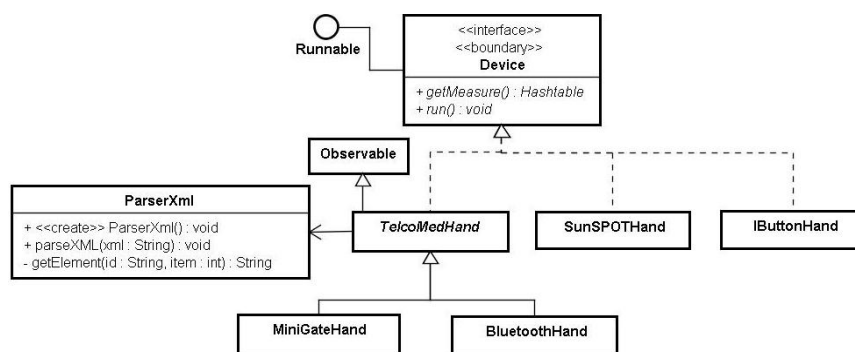 <<interface>>
<<boundary>>
Device
Runnable
+ getMeasure() : Hashtable
+ run() : void
Observable
ParserXml
+ <<create>> ParserXml() : void
+ parseXML(xml : String) : void
- getElement(id : String, item : int) : String
TelcoMedHand
SunSPOTHand
IButtonHand
MiniGateHand
BluetoothHand